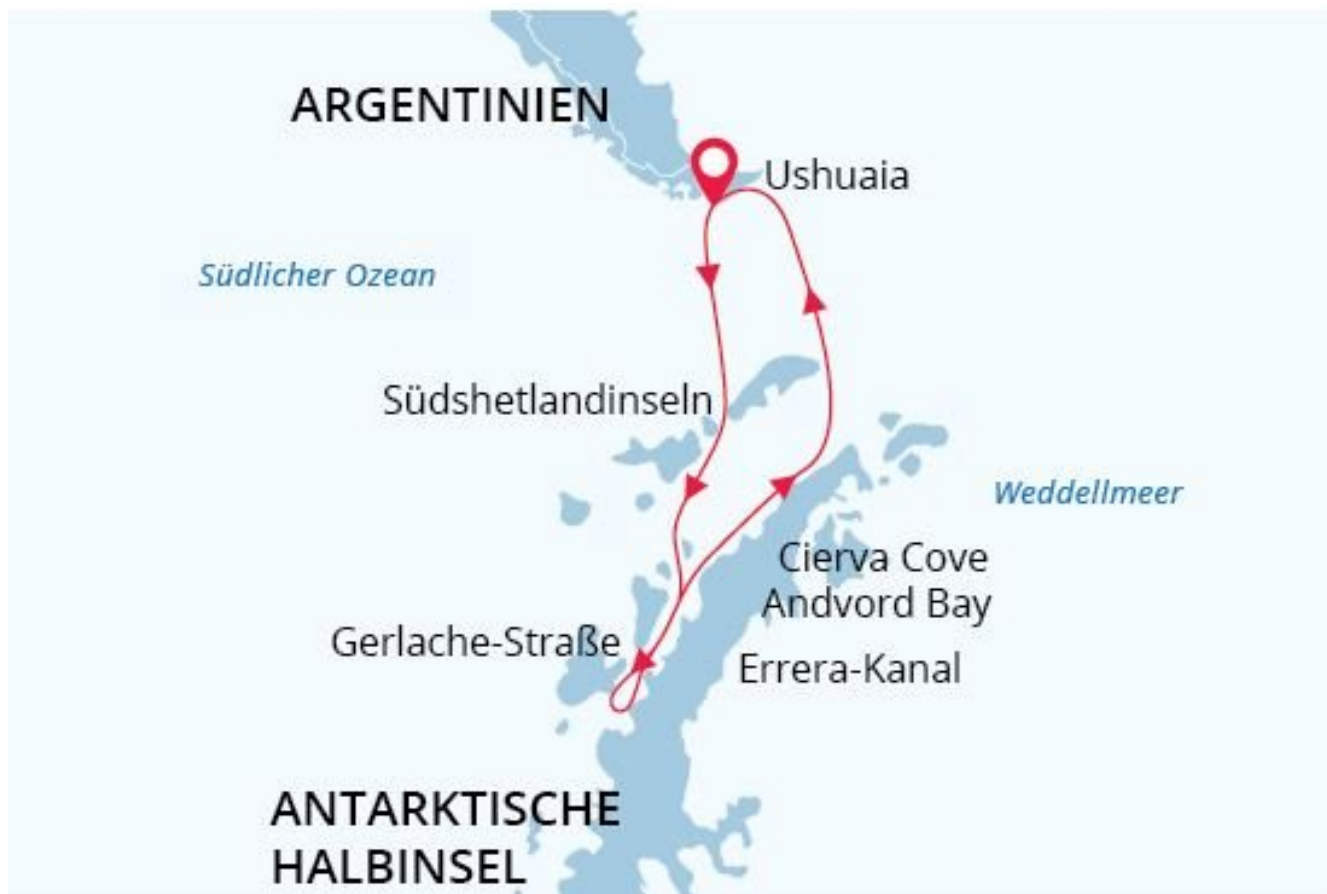 ARGENTINIEN
Ushuaia
Südlicher Ozean
Südshetlandinseln
Weddellmeer
Cierva Cove
Andvord Bay
Gerlache-Straße
Errera-Kanal
ANTARKTISCHE
HALBINSEL